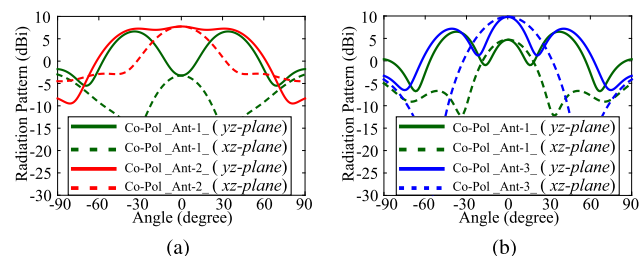 Radiation Pattern (dBi)
10
5
0
-5
-10
-15
-20
-25
-30
Co-Pol _Ant-1_ ( yz-plane)
Co-Pol _Ant-1_ ( xz-plane)
Co-Pol _Ant-2_ ( yz-plane)
Co-Pol _Ant-2 ( xz-plane)
-90 -60 -30 0 30 60 90
Angle (degree)
(a)
Radiation Pattern (dBi)
10
5
0
-5
-10
-15
-20
-25
-30
Co-Pol _Ant-1_ ( yz-plane)
Co-Pol _Ant-1_ ( xz-plane)
Co-Pol _Ant-3_ ( yz-plane)
Co-Pol _Ant-3_ ( xz-plane)
-90 -60 -30 0 30 60 90
Angle (degree)
(b)